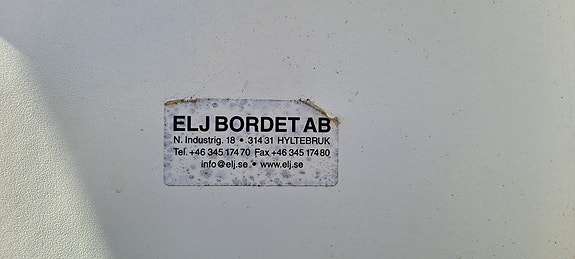 ELJ BORDET AB
N. Industrig. 18 • 314 31 HYLTEBRUK
Tel. +46 345 174 70 Fax +46 345 174 80
info@elj.se • www.elj.se